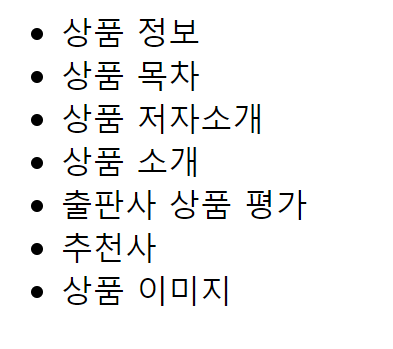 • 상품 정보
• 상품 목차
• 상품 저자소개
• 상품 소개
• 출판사 상품 평가
• 추천사
• 상품 이미지